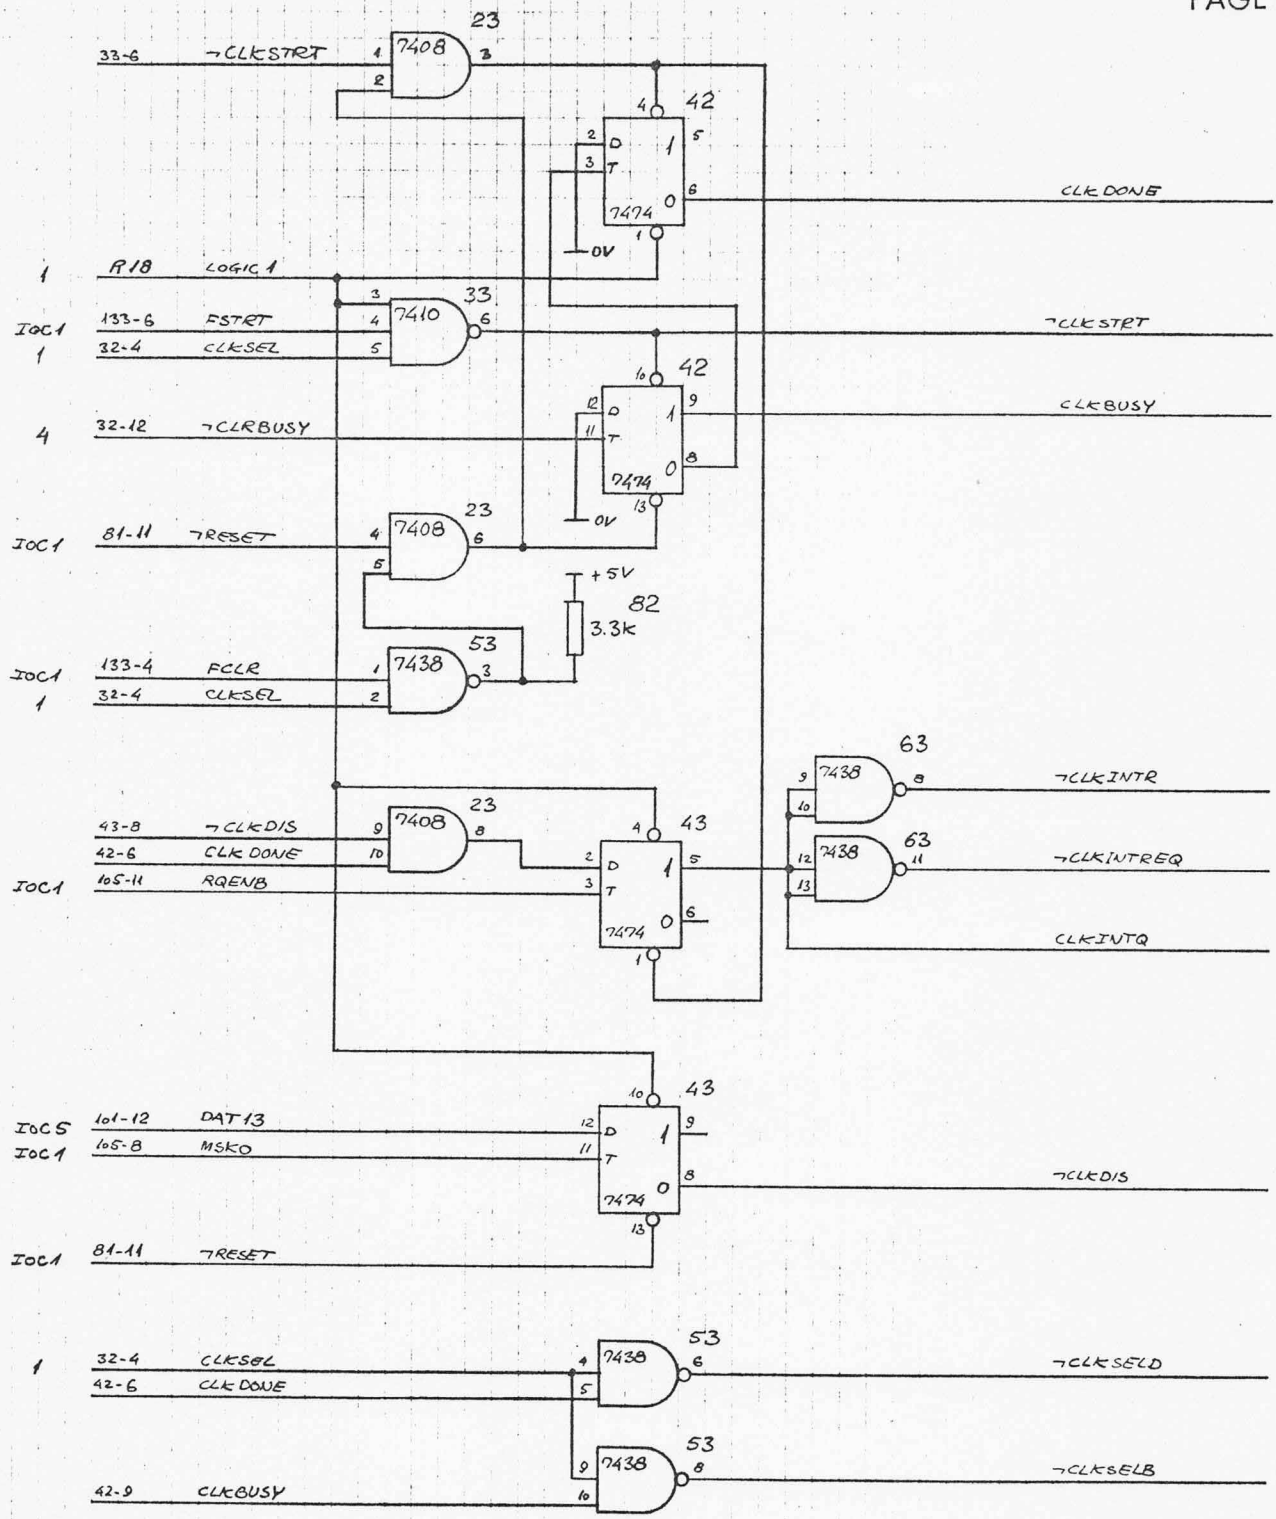 PAGE
23
33-6 ¬CLKSTRT 1 7408 3
2
4 42
2 D 1 5
3 T
CLKDONE
0 6
7474
1
0V
1 R18 LOGIC 1
3 33
IOC1 133-6 FSTRT 4 7410 6 ¬CLKSTRT
1 32-4 CLKSEL 5
10 42
12 D 1 9 CLKBUSY
4 32-12 ¬CLRBUSY 11 T
0 8
7474
13
0V
23
IOC1 81-11 ¬RESET 4 7408 6
5
+5V
82
3.3K
53
IOC1 133-4 FCLR 1 7438 3
1 32-4 CLKSEL 2
63
9 7438 8 ¬CLKINTR
10
23
43-8 ¬CLKDIS 9 7408 8
42-6 CLKDONE 10
4 43
63
2 D 1 5 12 7438 11 ¬CLKINTREQ
IOC1 105-11 RQENB 3 T 13
0 6
7474
CLKINTQ
1
10 43
IOC5 101-12 DAT13 12 D 1 9
IOC1 105-8 MSKO 11 T
0 8 ¬CLKDIS
7474
13
IOC1 81-11 ¬RESET
53
1 32-4 CLKSEL 4 7438 6 ¬CLKSELD
42-6 CLKDONE 5
53
9 7438 8 ¬CLKSELB
42-9 CLKBUSY 10